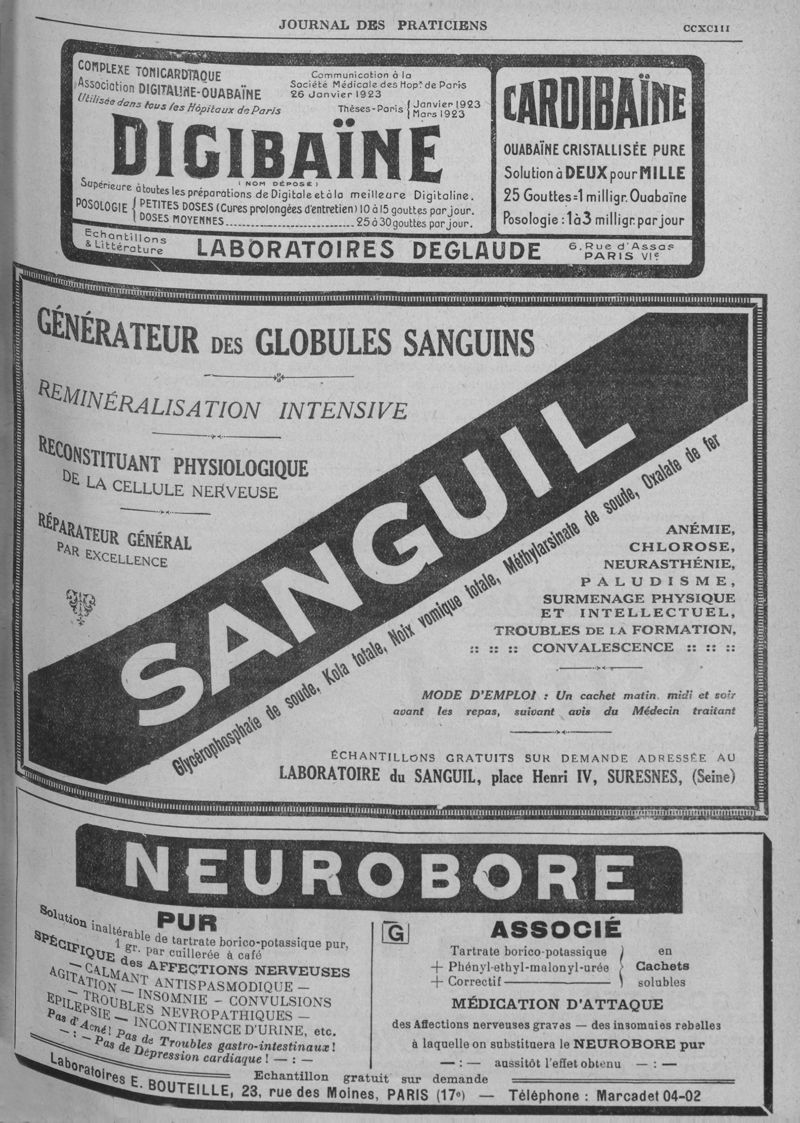 JOURNAL DES PRATICIENS
CCXCIII
COMPLEXE TONICARDIAQUE
Association DIGITALINE-OUABAÏNE
Utilisée dans tous les Hôpitaux de Paris
Communication à la
Société Médicale des Hop. de Paris
26 Janvier 1923
Thèses-Paris { Janvier 1923
Mars 1923
DIGIBAÏNE
( NOM DÉPOSÉ )
Supérieure à toutes les préparations de Digitale et à la meilleure Digitaline.
POSOLOGIE { PETITES DOSES (Cures prolongées d'entretien) 10 à 15 gouttes par jour.
DOSES MOYENNES........................................25 à 30 gouttes par jour.
CARDIBAÏNE
OUABAÏNE CRISTALLISÉE PURE
Solution à DEUX pour MILLE
25 Gouttes=1 milligr. Ouabaïne
Posologie : 1 à 3 milligr. par jour
Echantillons
& Littérature
LABORATOIRES DEGLAUDE
6, Rue d'Assas
PARIS VIe
GÉNÉRATEUR DES GLOBULES SANGUINS
REMINÉRALISATION INTENSIVE
RECONSTITUANT PHYSIOLOGIQUE
DE LA CELLULE NERVEUSE
RÉPARATEUR GÉNÉRAL
PAR EXCELLENCE
SANGUIL
Glycérophosphate de soude, Kola totale, Noix vomique totale, Méthylarsinate de soude, Oxalate de fer
ANÉMIE,
CHLOROSE,
NEURASTHÉNIE,
PALUDISME,
SURMENAGE PHYSIQUE
ET INTELLECTUEL,
TROUBLES DE LA FORMATION,
:: :: :: CONVALESCENCE :: :: ::
MODE D'EMPLOI : Un cachet matin, midi et soir
avant les repas, suivant avis du Médecin traitant
ÉCHANTILLONS GRATUITS SUR DEMANDE ADRESSÉE AU
LABORATOIRE du SANGUIL, place Henri IV, SURESNES, (Seine)
NEUROBORE
PUR
Solution inaltérable de tartrate borico-potassique pur,
1 gr. par cuillerée à café
SPÉCIFIQUE des AFFECTIONS NERVEUSES
— CALMANT ANTISPASMODIQUE —
AGITATION — INSOMNIE - CONVULSIONS
— TROUBLES NEVROPATHIQUES —
EPILEPSIE — INCONTINENCE D'URINE, etc.
Pas d'Acné ! Pas de Troubles gastro-intestinaux !
— : — Pas de Dépression cardiaque ! — : —
G
ASSOCIÉ
Tartrate borico-potassique
+ Phényl-ethyl-malonyl-urée
+ Correctif
} en
Cachets
solubles
MÉDICATION D'ATTAQUE
des Affections nerveuses graves — des insomnies rebelles
à laquelle on substituera le NEUROBORE pur
— : — aussitôt l'effet obtenu — : —
Echantillon gratuit sur demande
Laboratoires E. BOUTEILLE, 23, rue des Moines, PARIS (17e) — Téléphone : Marcadet 04-02